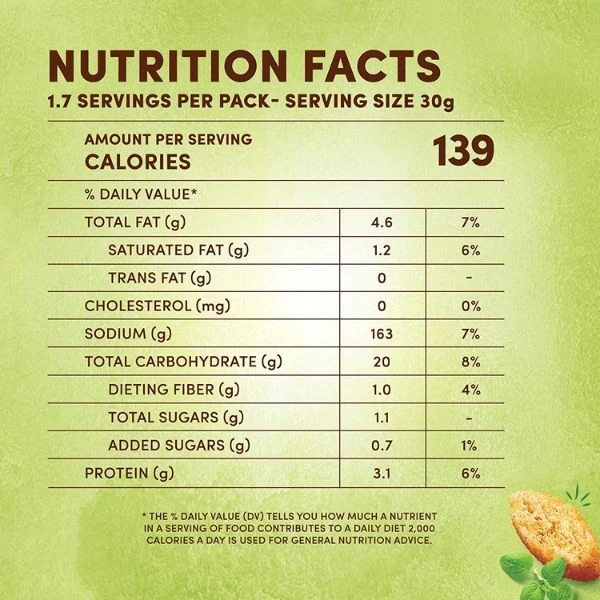 NUTRITION FACTS
1.7 SERVINGS PER PACK- SERVING SIZE 30g
AMOUNT PER SERVING
CALORIES 139
% DAILY VALUE*
TOTAL FAT (g) 4.6 7%
SATURATED FAT (g) 1.2 6%
TRANS FAT (g) 0 -
CHOLESTEROL (mg) 0 0%
SODIUM (g) 163 7%
TOTAL CARBOHYDRATE (g) 20 8%
DIETING FIBER (g) 1.0 4%
TOTAL SUGARS (g) 1.1 -
ADDED SUGARS (g) 0.7 1%
PROTEIN (g) 3.1 6%
* THE % DAILY VALUE (DV) TELLS YOU HOW MUCH A NUTRIENT
IN A SERVING OF FOOD CONTRIBUTES TO A DAILY DIET 2,000
CALORIES A DAY IS USED FOR GENERAL NUTRITION ADVICE.